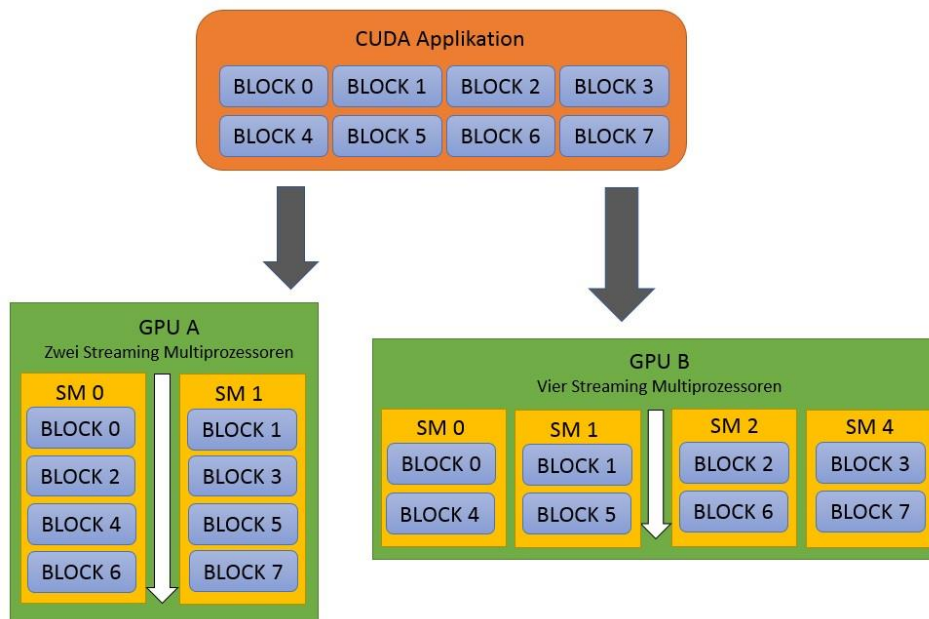 CUDA Applikation
BLOCK 0 BLOCK 1 BLOCK 2 BLOCK 3
BLOCK 4 BLOCK 5 BLOCK 6 BLOCK 7
GPU A
Zwei Streaming Multiprozessoren
SM 0 SM 1
BLOCK 0 BLOCK 1
BLOCK 2 BLOCK 3
BLOCK 4 BLOCK 5
BLOCK 6 BLOCK 7
GPU B
Vier Streaming Multiprozessoren
SM 0 SM 1 SM 2 SM 4
BLOCK 0 BLOCK 1 BLOCK 2 BLOCK 3
BLOCK 4 BLOCK 5 BLOCK 6 BLOCK 7